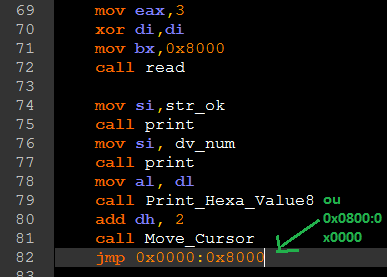 69 mov eax,3
70 xor di,di
71 mov bx,0x8000
72 call read
73
74 mov si,str_ok
75 call print
76 mov si, dv_num
77 call print
78 mov al, dl
79 call Print_Hexa_Value8 ou
80 add dh, 2 0x0800:0
81 call Move_Cursor x0000
82 jmp 0x0000:0x8000